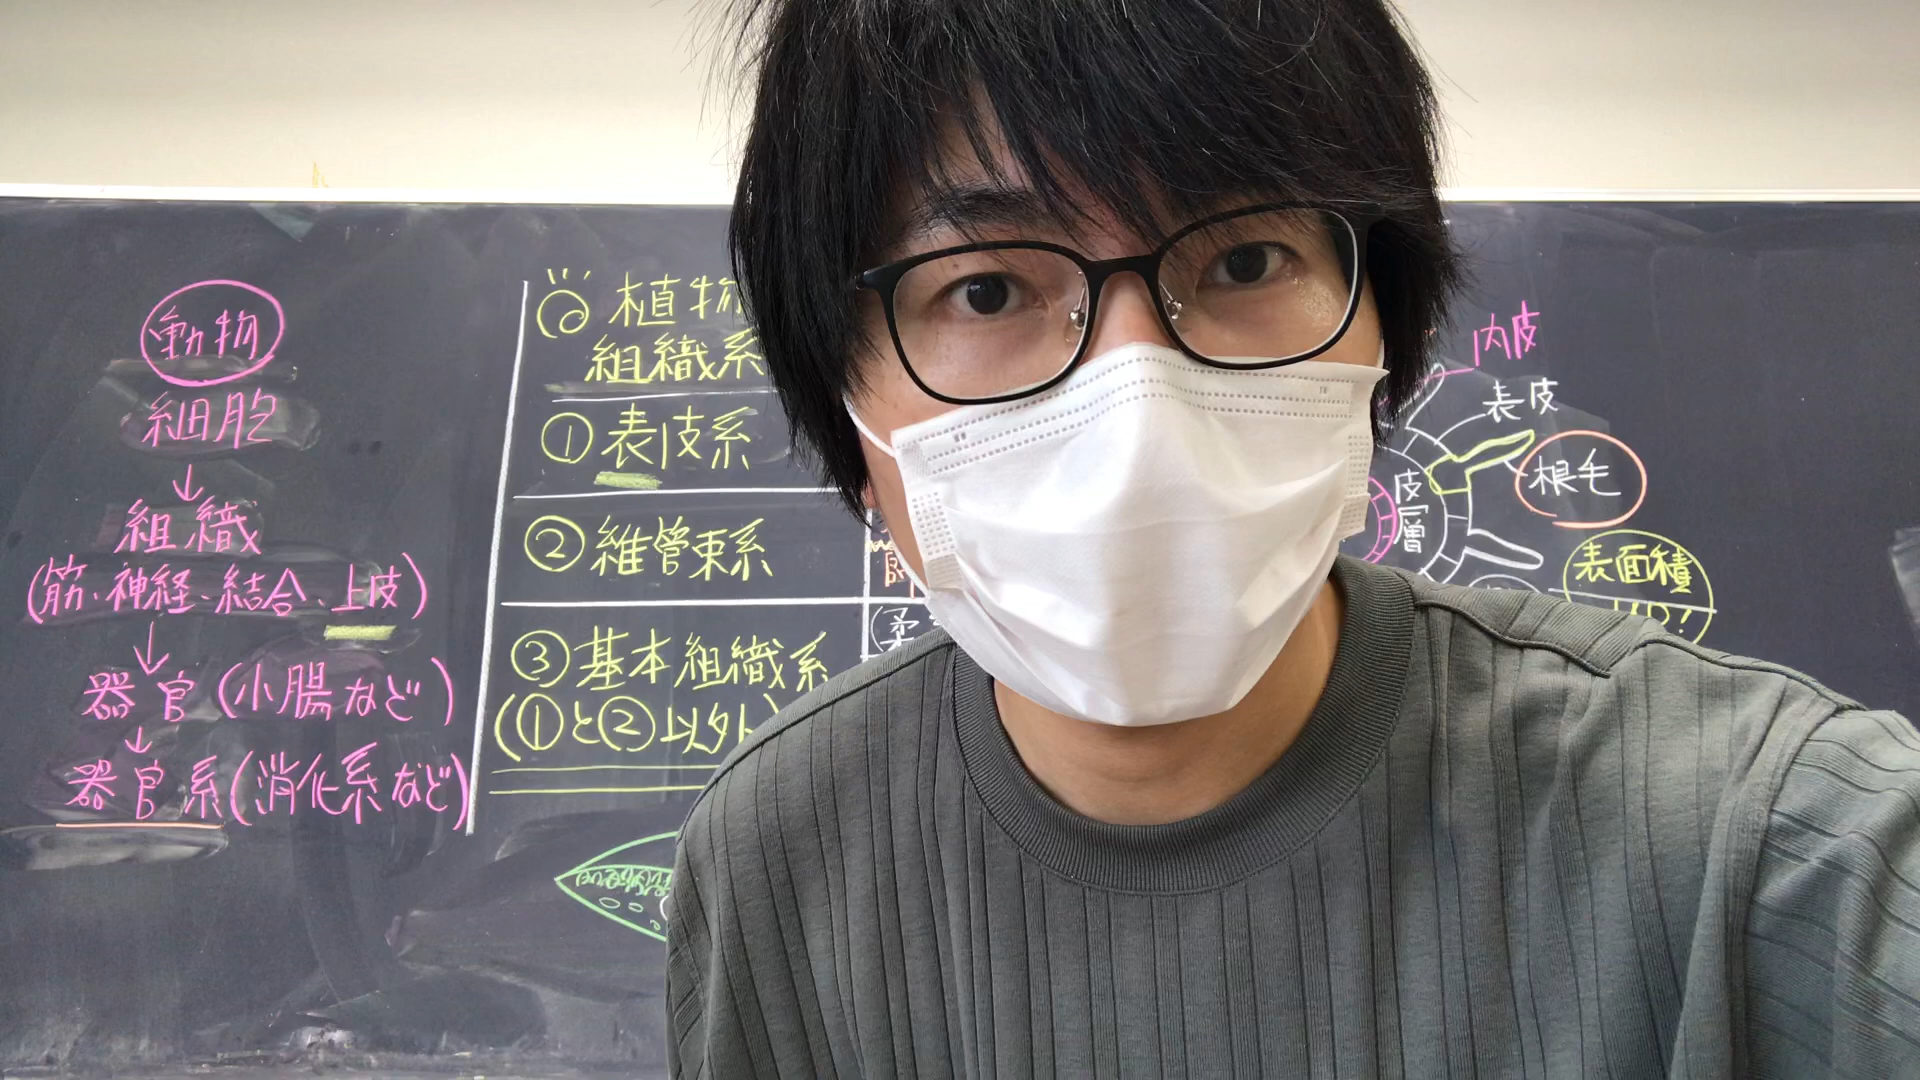 動物
細胞
↓
組織
(筋、神経、結合、上皮)
↓
器官(小腸など)
↓
器官系(消化系など)
植物
組織系
①表皮系
②維管束系
③基本組織系
(①と②以外)
内皮
表皮
根毛
皮層
表面積
UP!